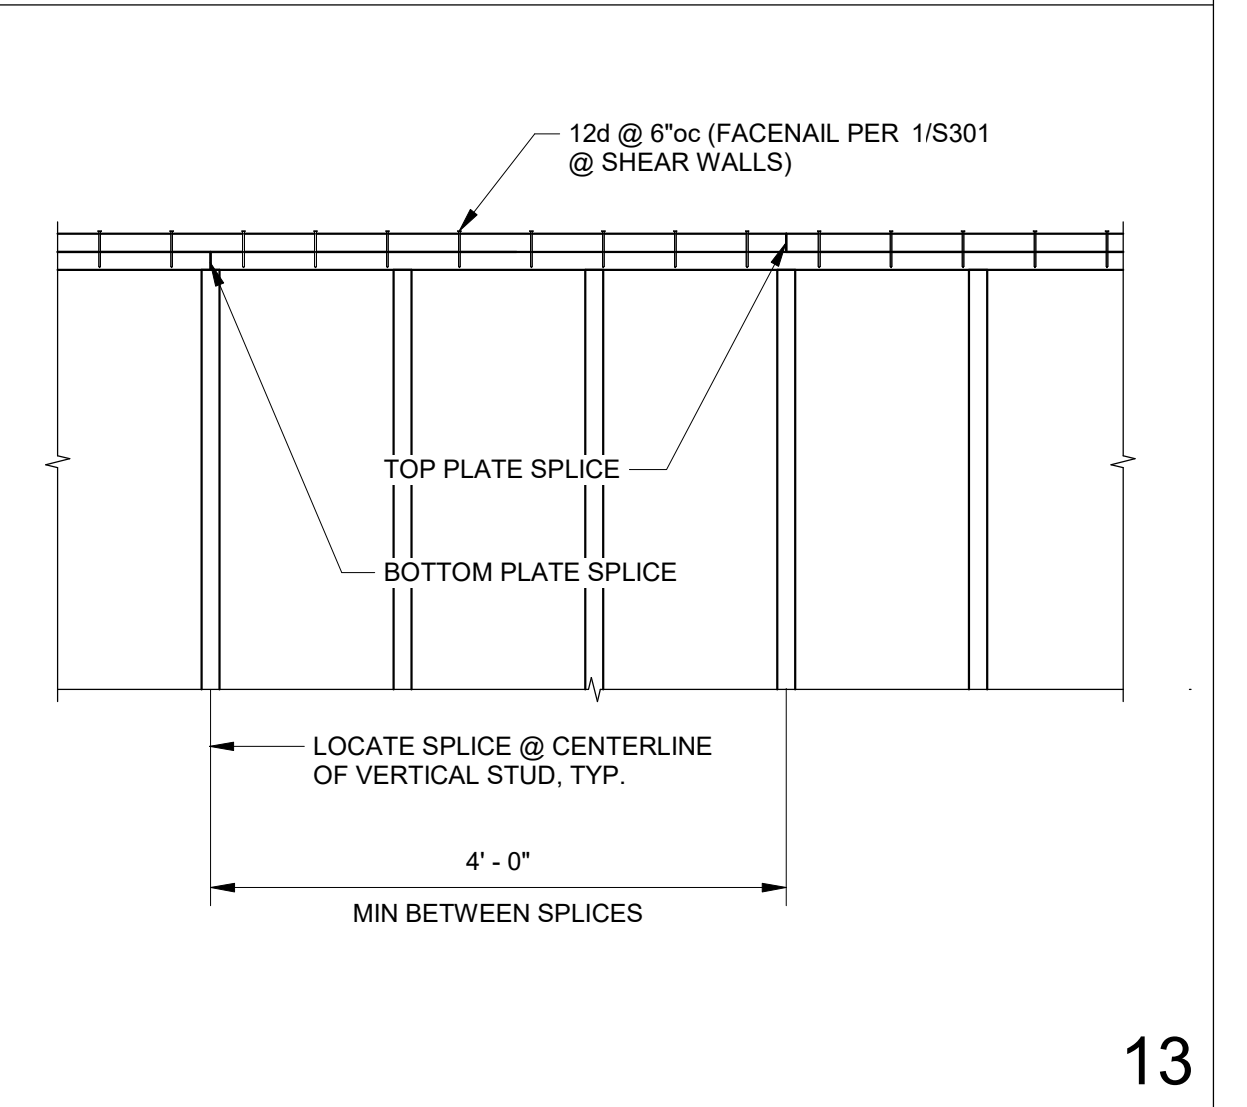 12d @ 6"oc (FACENAIL PER 1/S301
@ SHEAR WALLS)
TOP PLATE SPLICE
BOTTOM PLATE SPLICE
LOCATE SPLICE @ CENTERLINE
OF VERTICAL STUD, TYP.
4' - 0"
MIN BETWEEN SPLICES
13